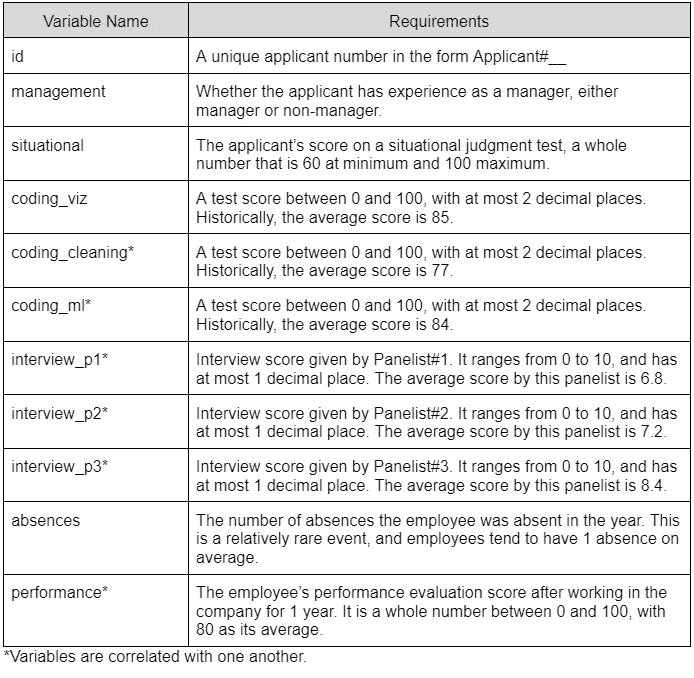 Variable Name Requirements
id A unique applicant number in the form Applicant#__
management Whether the applicant has experience as a manager, either
manager or non-manager.
situational The applicant's score on a situational judgment test, a whole
number that is 60 at minimum and 100 maximum.
coding_viz A test score between 0 and 100, with at most 2 decimal places.
Historically, the average score is 85.
coding_cleaning* A test score between 0 and 100, with at most 2 decimal places.
Historically, the average score is 77.
coding_ml* A test score between 0 and 100, with at most 2 decimal places.
Historically, the average score is 84.
interview_p1* Interview score given by Panelist#1. It ranges from 0 to 10, and has
at most 1 decimal place. The average score by this panelist is 6.8.
interview_p2* Interview score given by Panelist#2. It ranges from 0 to 10, and has
at most 1 decimal place. The average score by this panelist is 7.2.
interview_p3* Interview score given by Panelist#3. It ranges from 0 to 10, and has
at most 1 decimal place. The average score by this panelist is 8.4.
absences The number of absences the employee was absent in the year. This
is a relatively rare event, and employees tend to have 1 absence on
average.
performance* The employee's performance evaluation score after working in the
company for 1 year. It is a whole number between 0 and 100, with
80 as its average.
*Variables are correlated with one another.